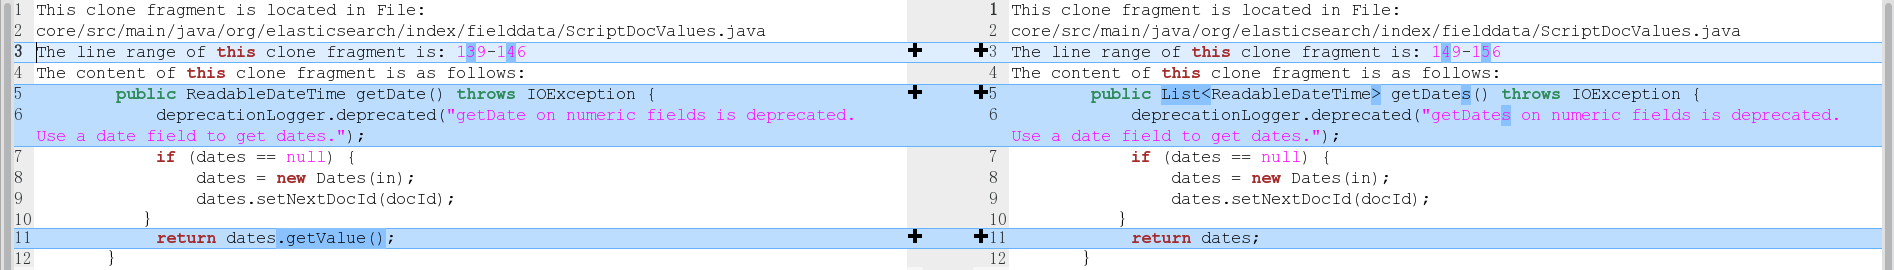 1 This clone fragment is located in File:
2 core/src/main/java/org/elasticsearch/index/fielddata/ScriptDocValues.java
3 The line range of this clone fragment is: 139-146
4 The content of this clone fragment is as follows:
5 public ReadableDateTime getDate() throws IOException {
6 deprecationLogger.deprecated("getDate on numeric fields is deprecated.
Use a date field to get dates.");
7 if (dates == null) {
8 dates = new Dates(in);
9 dates.setNextDocId(docId);
10 }
11 return dates.getValue();
12 }
1 This clone fragment is located in File:
2 core/src/main/java/org/elasticsearch/index/fielddata/ScriptDocValues.java
3 The line range of this clone fragment is: 149-156
4 The content of this clone fragment is as follows:
5 public List<ReadableDateTime> getDates() throws IOException {
6 deprecationLogger.deprecated("getDates on numeric fields is deprecated.
Use a date field to get dates.");
7 if (dates == null) {
8 dates = new Dates(in);
9 dates.setNextDocId(docId);
10 }
11 return dates;
12 }